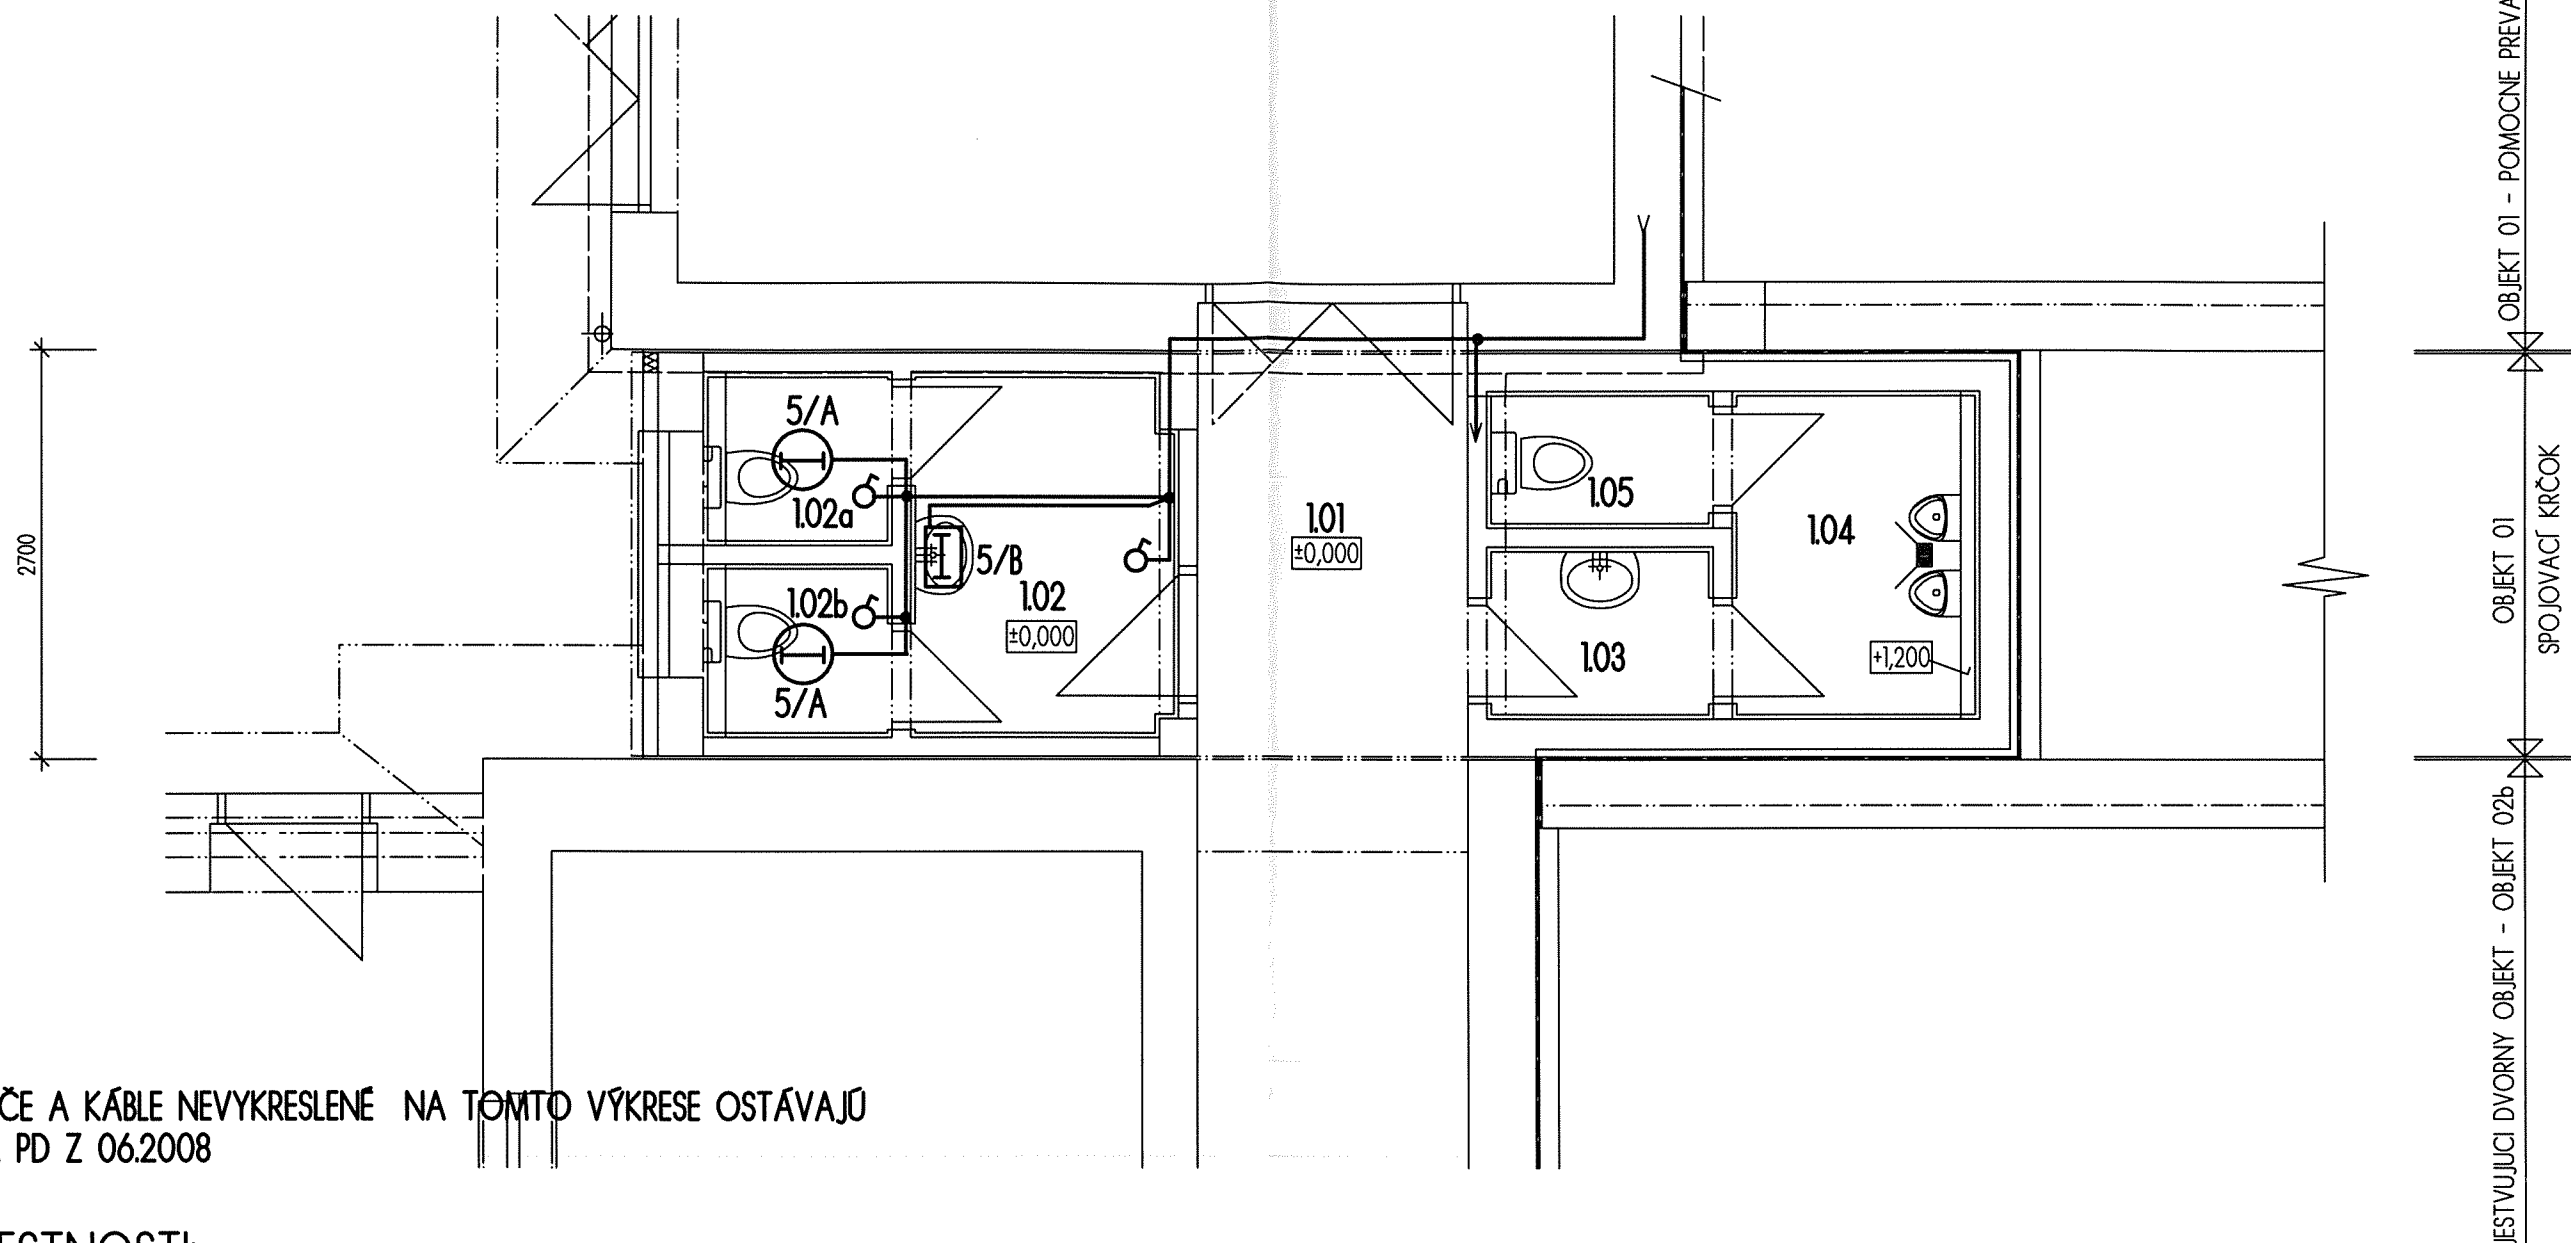 OBJEKT 01 - POMOCNE PREVA
2700
5/A
1.02a
5/B
1.02
±0,000
1.02b
5/A
1.01
±0,000
1.05
1.04
1.03
+1,200
OBJEKT 01
SPOJOVACÍ KRČOK
JESTVUJUCI DVORNY OBJEKT - OBJEKT 02b
ČE A KÁBLE NEVYKRESLENÉ NA TOMTO VÝKRESE OSTÁVAJÚ
PD Z 06.2008